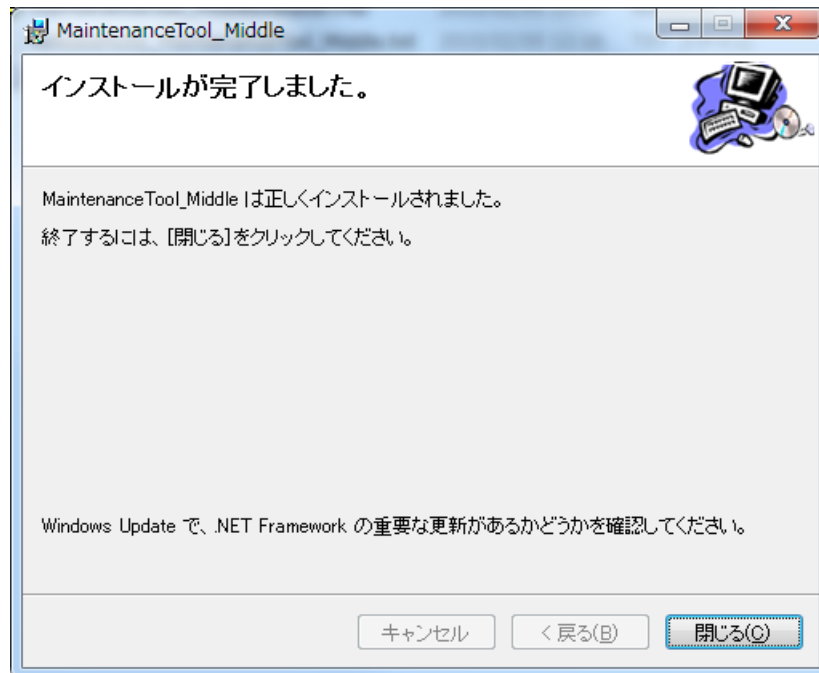 MaintenanceTool_Middle
インストールが完了しました。
MaintenanceTool_Middle は正しくインストールされました。
終了するには、[閉じる]をクリックしてください。
Windows Update で、.NET Framework の重要な更新があるかどうかを確認してください。
キャンセル
< 戻る(B)
閉じる(C)